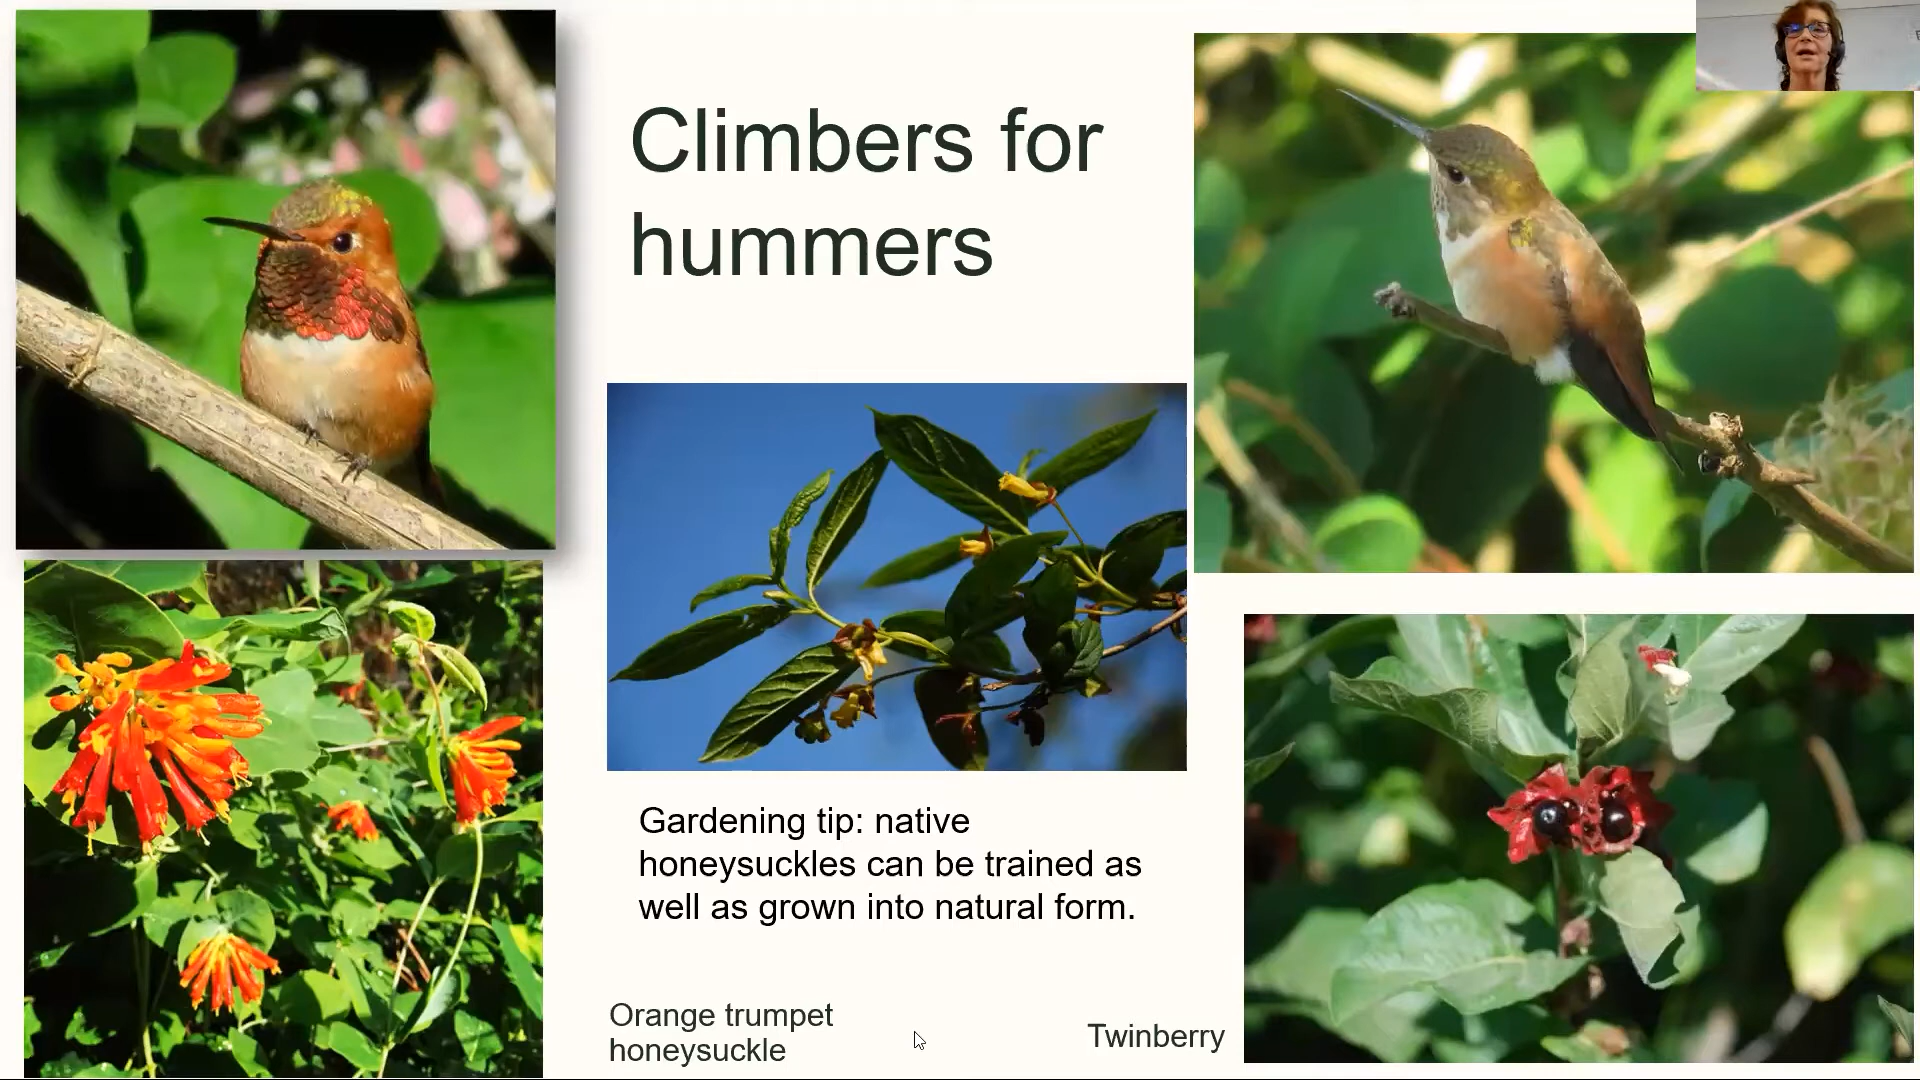 Climbers for
hummers
Gardening tip: native
honeysuckles can be trained as
well as grown into natural form.
Orange trumpet
honeysuckle
Twinberry